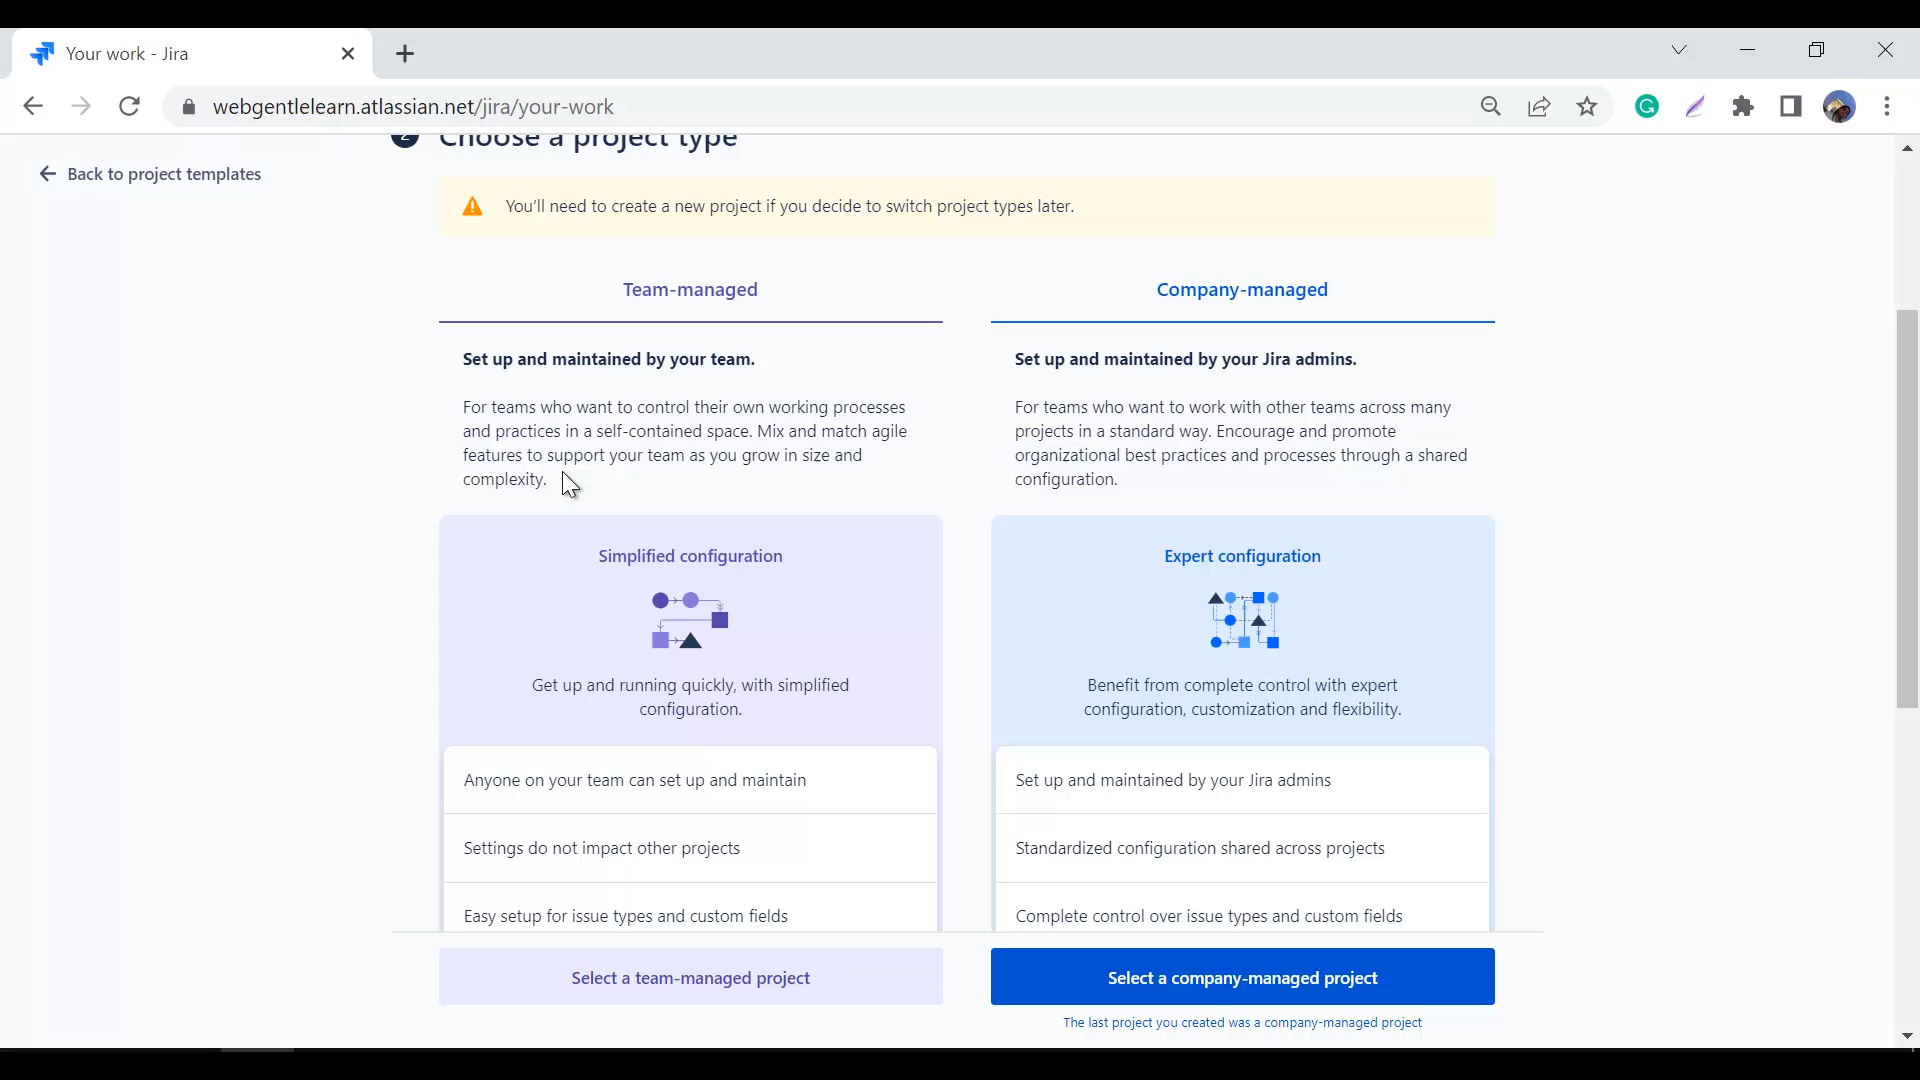 Your work - Jira
webgentlelearn.atlassian.net/jira/your-work
2 Choose a project type
Back to project templates
You'll need to create a new project if you decide to switch project types later.
Team-managed
Set up and maintained by your team.
For teams who want to control their own working processes
and practices in a self-contained space. Mix and match agile
features to support your team as you grow in size and
complexity.
Simplified configuration
Get up and running quickly, with simplified
configuration.
Anyone on your team can set up and maintain
Settings do not impact other projects
Easy setup for issue types and custom fields
Select a team-managed project
Company-managed
Set up and maintained by your Jira admins.
For teams who want to work with other teams across many
projects in a standard way. Encourage and promote
organizational best practices and processes through a shared
configuration.
Expert configuration
Benefit from complete control with expert
configuration, customization and flexibility.
Set up and maintained by your Jira admins
Standardized configuration shared across projects
Complete control over issue types and custom fields
Select a company-managed project
The last project you created was a company-managed project